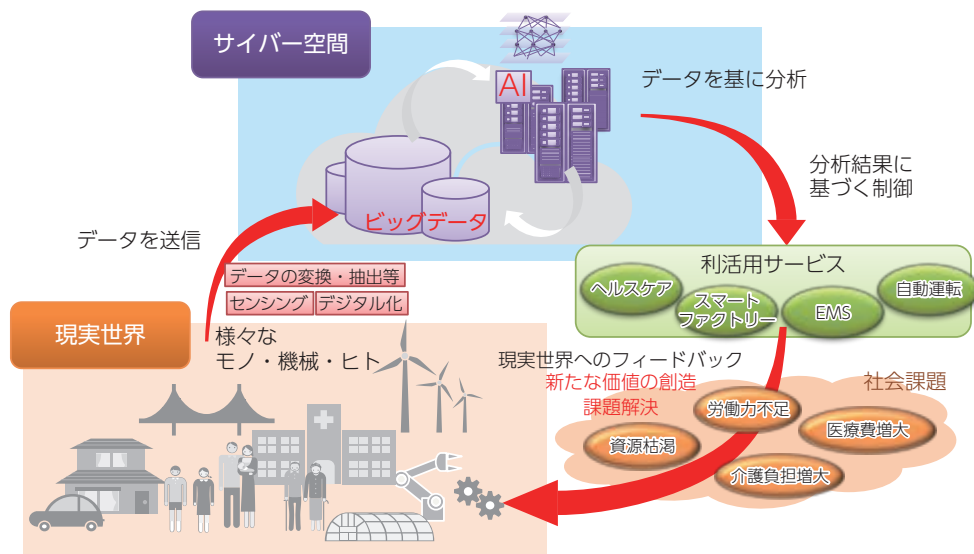 サイバー空間
AI
データを基に分析
分析結果に
基づく制御
ビッグデータ
データを送信
データの変換・抽出等
センシング
デジタル化
利活用サービス
ヘルスケア
スマート
ファクトリー
EMS
自動運転
現実世界
様々な
モノ・機械・ヒト
現実世界へのフィードバック
新たな価値の創造
課題解決
社会課題
労働力不足
医療費増大
資源枯渇
介護負担増大